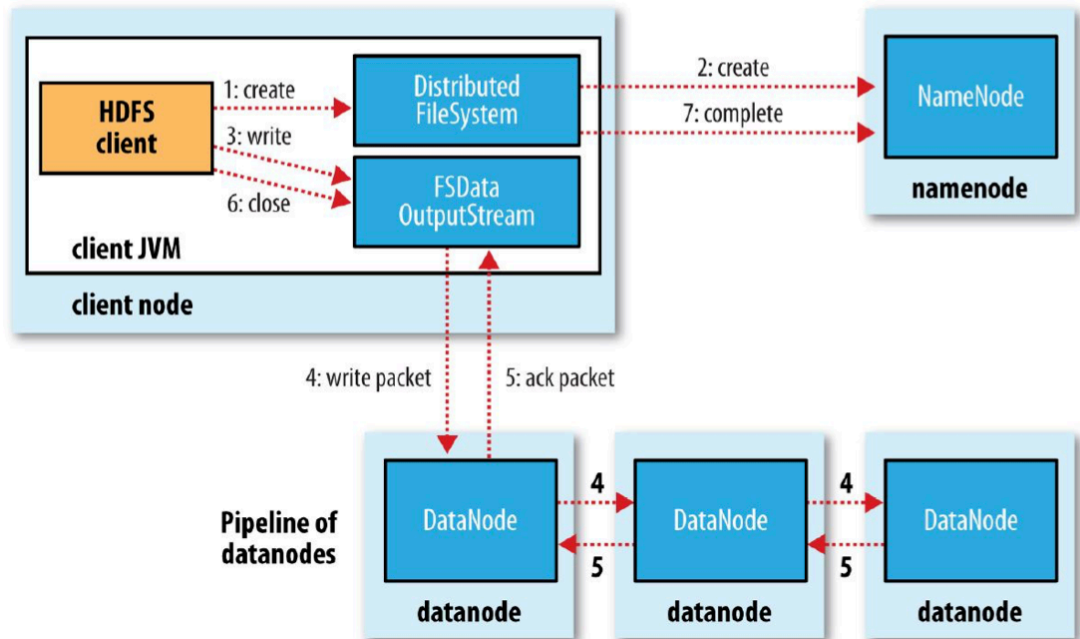 1: create
HDFS
client
3: write
6: close
Distributed
FileSystem
FSData
OutputStream
client JVM
client node
2: create
7: complete
NameNode
namenode
4: write packet
5: ack packet
Pipeline of
datanodes
DataNode
4
5
DataNode
4
5
DataNode
datanode
datanode
datanode